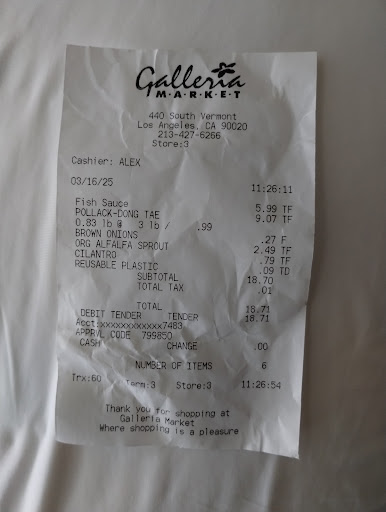 Galleria
M·A·R·K·E·T
440 South Vermont
Los Angeles, CA 90020
213-427-6266
Store:3
Cashier: ALEX
03/16/25 11:26:11
Fish Sauce 5.99 TF
POLLACK-DONG TAE 9.07 TF
0.83 lb @ 3 lb / .99
BROWN ONIONS .27 F
ORG ALFALFA SPROUT 2.49 TF
CILANTRO .79 TF
REUSABLE PLASTIC .09 TD
SUBTOTAL 18.70
TOTAL TAX .01
TOTAL 18.71
DEBIT TENDER TENDER 18.71
Acct:xxxxxxxxxxxx7483
APPRVL CODE 799850
CASH CHANGE .00
NUMBER OF ITEMS 6
Trx:60 Term:3 Store:3 11:26:54
Thank you for shopping at
Galleria Market
Where shopping is a pleasure